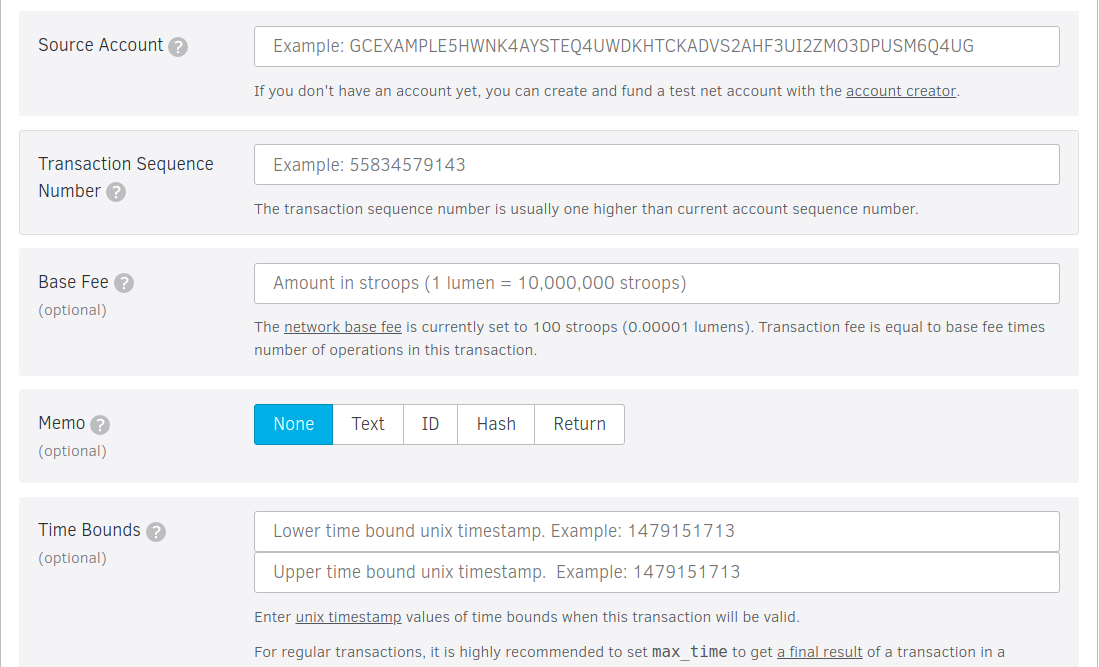 Source Account ?
Example: GCEXAMPLE5HWNK4AYSTEQ4UWDKHTCKADVS2AHF3UI2ZMO3DPUSM6Q4UG
If you don't have an account yet, you can create and fund a test net account with the account creator.
Transaction Sequence
Number ?
Example: 55834579143
The transaction sequence number is usually one higher than current account sequence number.
Base Fee ?
(optional)
Amount in stroops (1 lumen = 10,000,000 stroops)
The network base fee is currently set to 100 stroops (0.00001 lumens). Transaction fee is equal to base fee times
number of operations in this transaction.
Memo ?
(optional)
None Text ID Hash Return
Time Bounds ?
(optional)
Lower time bound unix timestamp. Example: 1479151713
Upper time bound unix timestamp. Example: 1479151713
Enter unix timestamp values of time bounds when this transaction will be valid.
For regular transactions, it is highly recommended to set max_time to get a final result of a transaction in a